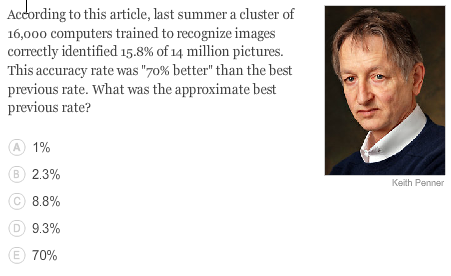 According to this article, last summer a cluster of
16,000 computers trained to recognize images
correctly identified 15.8% of 14 million pictures.
This accuracy rate was "70% better" than the best
previous rate. What was the approximate best
previous rate?
Keith Penner
A 1%
B 2.3%
C 8.8%
D 9.3%
E 70%